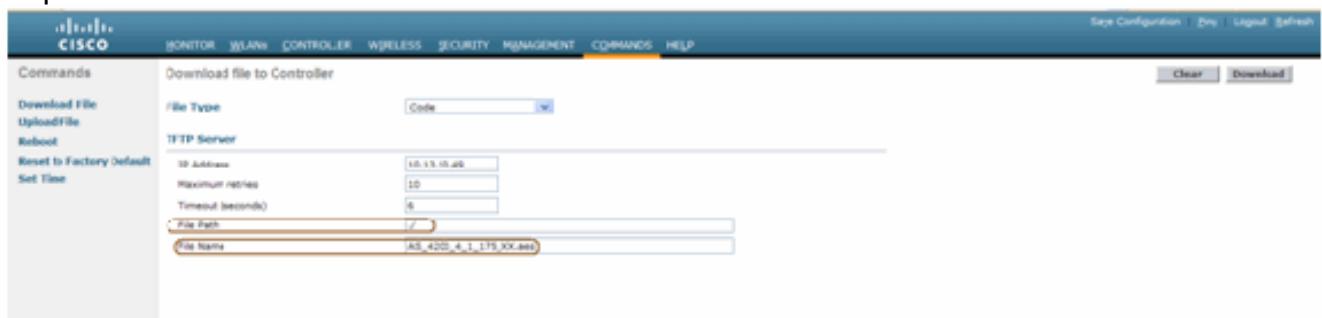 CISCO
MONITOR WLANs CONTROLLER WIRELESS SECURITY MANAGEMENT COMMANDS HELP
Save Configuration | Ping | Logout Refresh
Commands
Download File
Upload File
Reboot
Reset to Factory Default
Set Time
Download file to Controller
Clear
Download
File Type
Code
TFTP Server
IP Address
Maximum retries
10
Timeout (seconds)
6
File Path
./
File Name
AS_4200_4_1_175_XX.aes